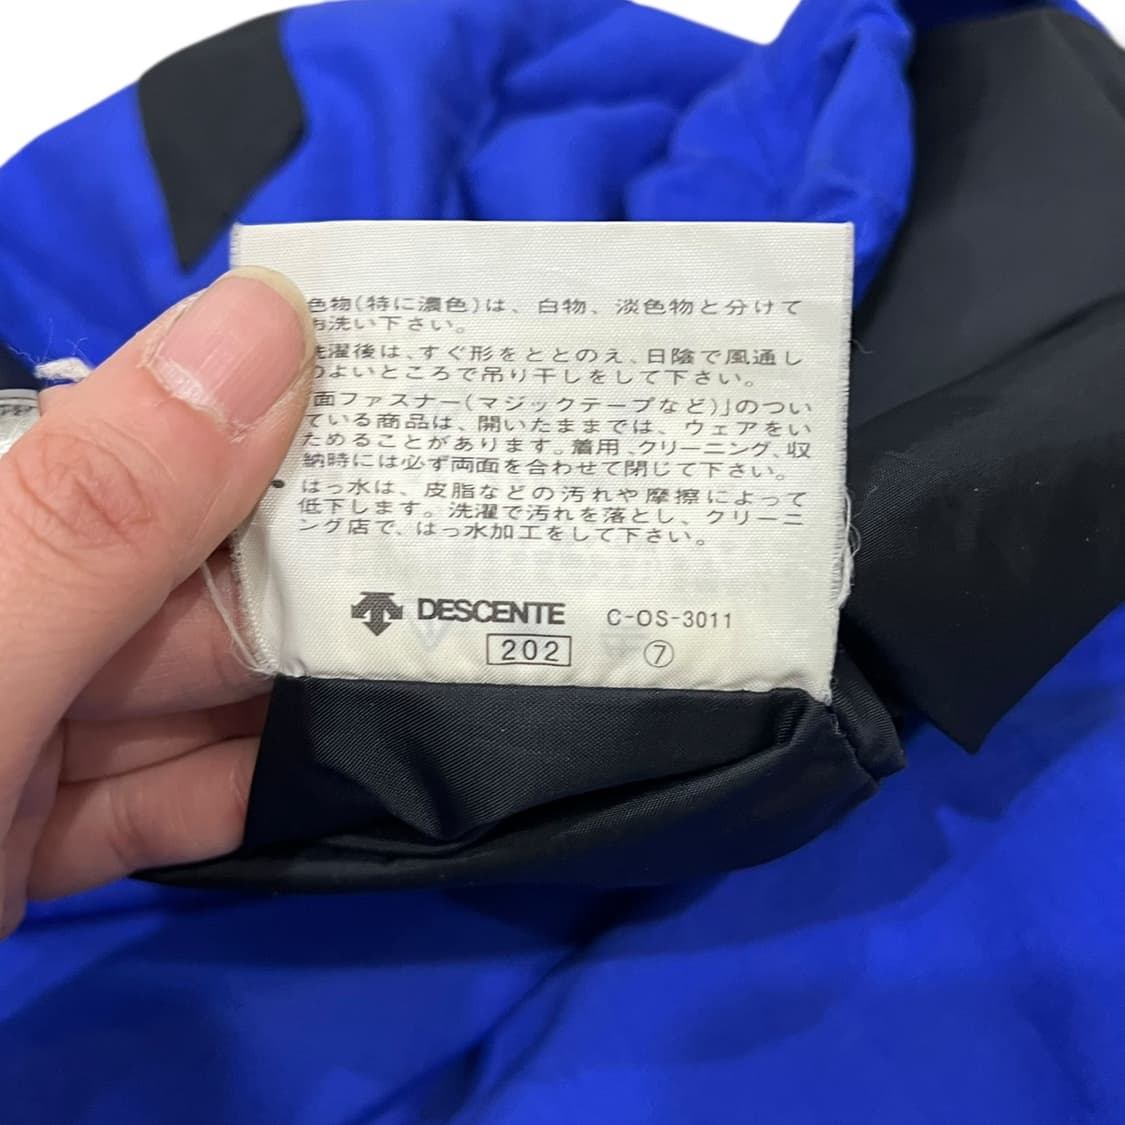 色物(特に濃色)は、白物、淡色物と分けて
お洗い下さい。
洗濯後は、すぐ形をととのえ、日陰で風通し
のよいところで吊り干しをして下さい。
面ファスナー(マジックテープなど)」のつい
ている商品は、開いたままでは、ウェアをい
ためることがあります。着用、クリーニング、収
納時には必ず両面を合わせて閉じて下さい。
・はっ水は、皮脂などの汚れや摩擦によって
低下します。洗濯で汚れを落とし、クリーニ
ング店で、はっ水加工をして下さい。
DESCENTE C-OS-3011
202 ⑦